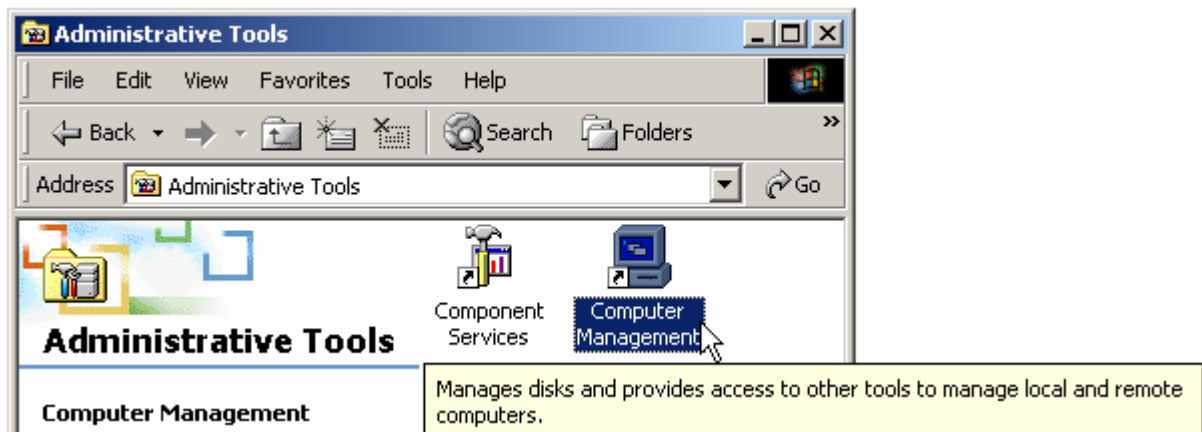 Administrative Tools
File Edit View Favorites Tools Help
Back Search Folders »
Address Administrative Tools Go
Component Services
Computer Management
Administrative Tools
Computer Management
Manages disks and provides access to other tools to manage local and remote
computers.